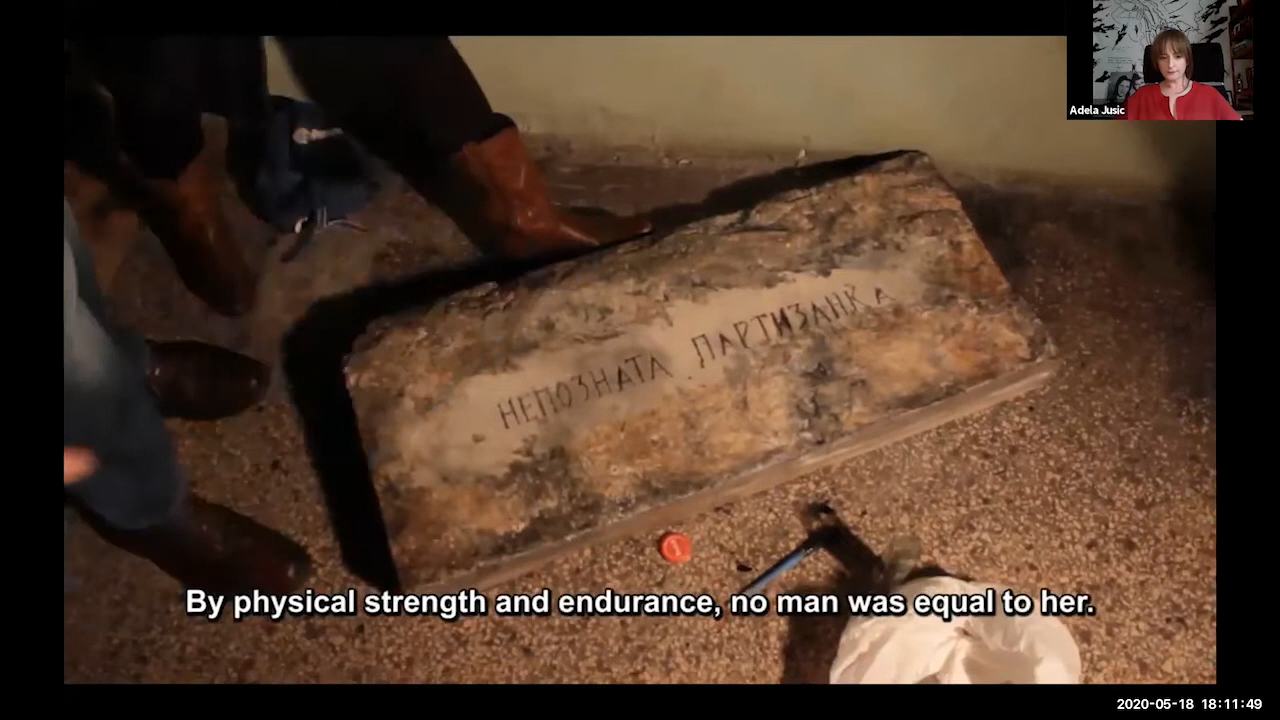 Adela Jusic
НЕПОЗНАТА ПАРТИЗАНКА
By physical strength and endurance, no man was equal to her.
2020-05-18 18:11:49